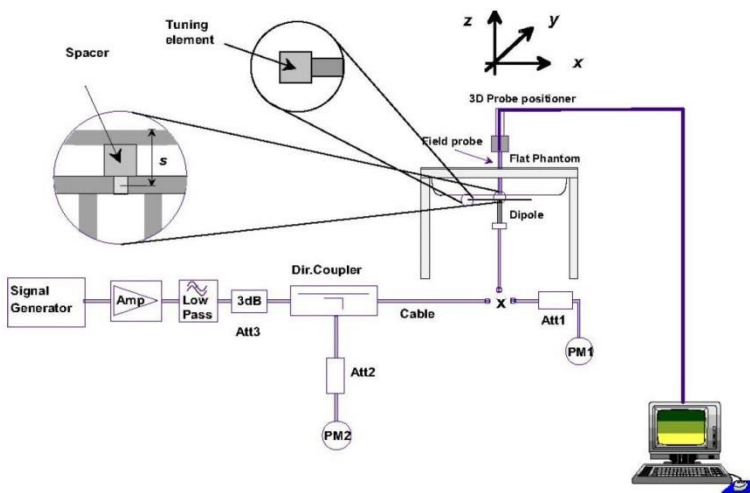 Tuning
element
Spacer
z
y
x
s
3D Probe positioner
Field probe
Flat Phantom
Dipole
Dir.Coupler
Signal
Generator
Amp
Low
Pass
3dB
Att3
Cable
x
Att1
PM1
Att2
PM2